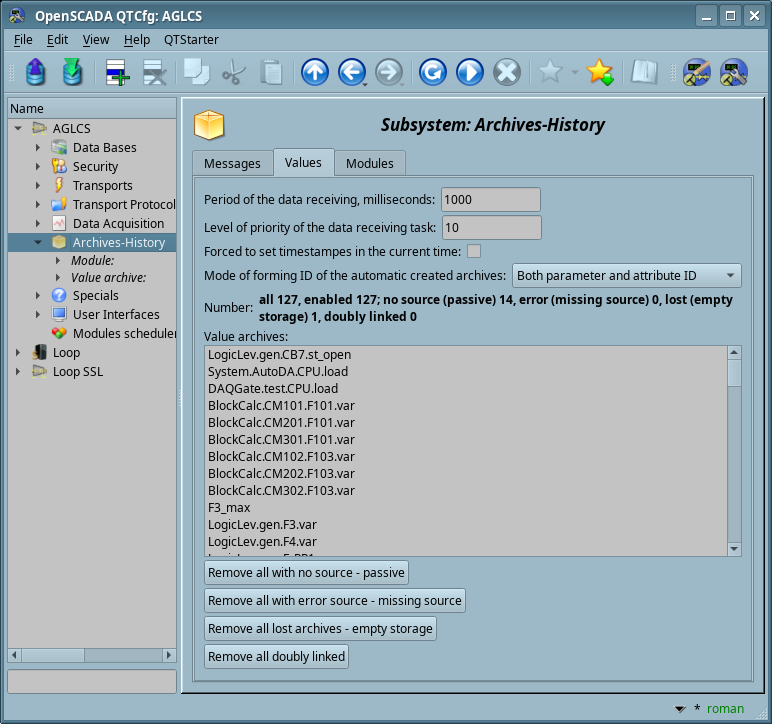 OpenSCADA QTCfg: AGLCS
File Edit View Help QTStarter
Name
AGLCS
Data Bases
Security
Transports
Transport Protocol
Data Acquisition
Archives-History
Module:
Value archive:
Specials
User Interfaces
Modules scheduler
Loop
Loop SSL
Subsystem: Archives-History
Messages Values Modules
Period of the data receiving, milliseconds: 1000
Level of priority of the data receiving task: 10
Forced to set timestampes in the current time:
Mode of forming ID of the automatic created archives: Both parameter and attribute ID
Number: all 127, enabled 127; no source (passive) 14, error (missing source) 0, lost (empty
storage) 1, doubly linked 0
Value archives:
LogicLev.gen.CB7.st_open
System.AutoDA.CPU.load
DAQGate.test.CPU.load
BlockCalc.CM101.F101.var
BlockCalc.CM201.F101.var
BlockCalc.CM301.F101.var
BlockCalc.CM102.F103.var
BlockCalc.CM202.F103.var
BlockCalc.CM302.F103.var
F3_max
LogicLev.gen.F3.var
LogicLev.gen.F4.var
Remove all with no source - passive
Remove all with error source - missing source
Remove all lost archives - empty storage
Remove all doubly linked
* roman